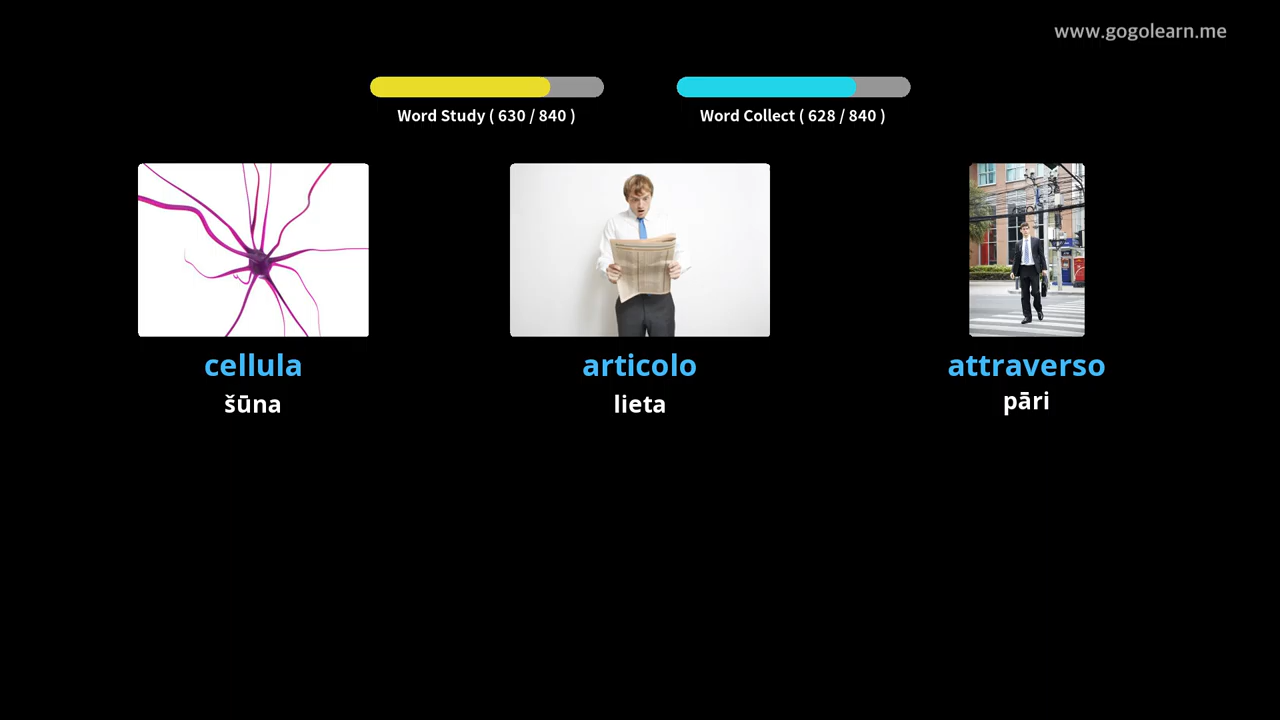 www.gogolearn.me
Word Study ( 630 / 840 )
Word Collect ( 628 / 840 )
cellula
šūna
articolo
lieta
attraverso
pāri